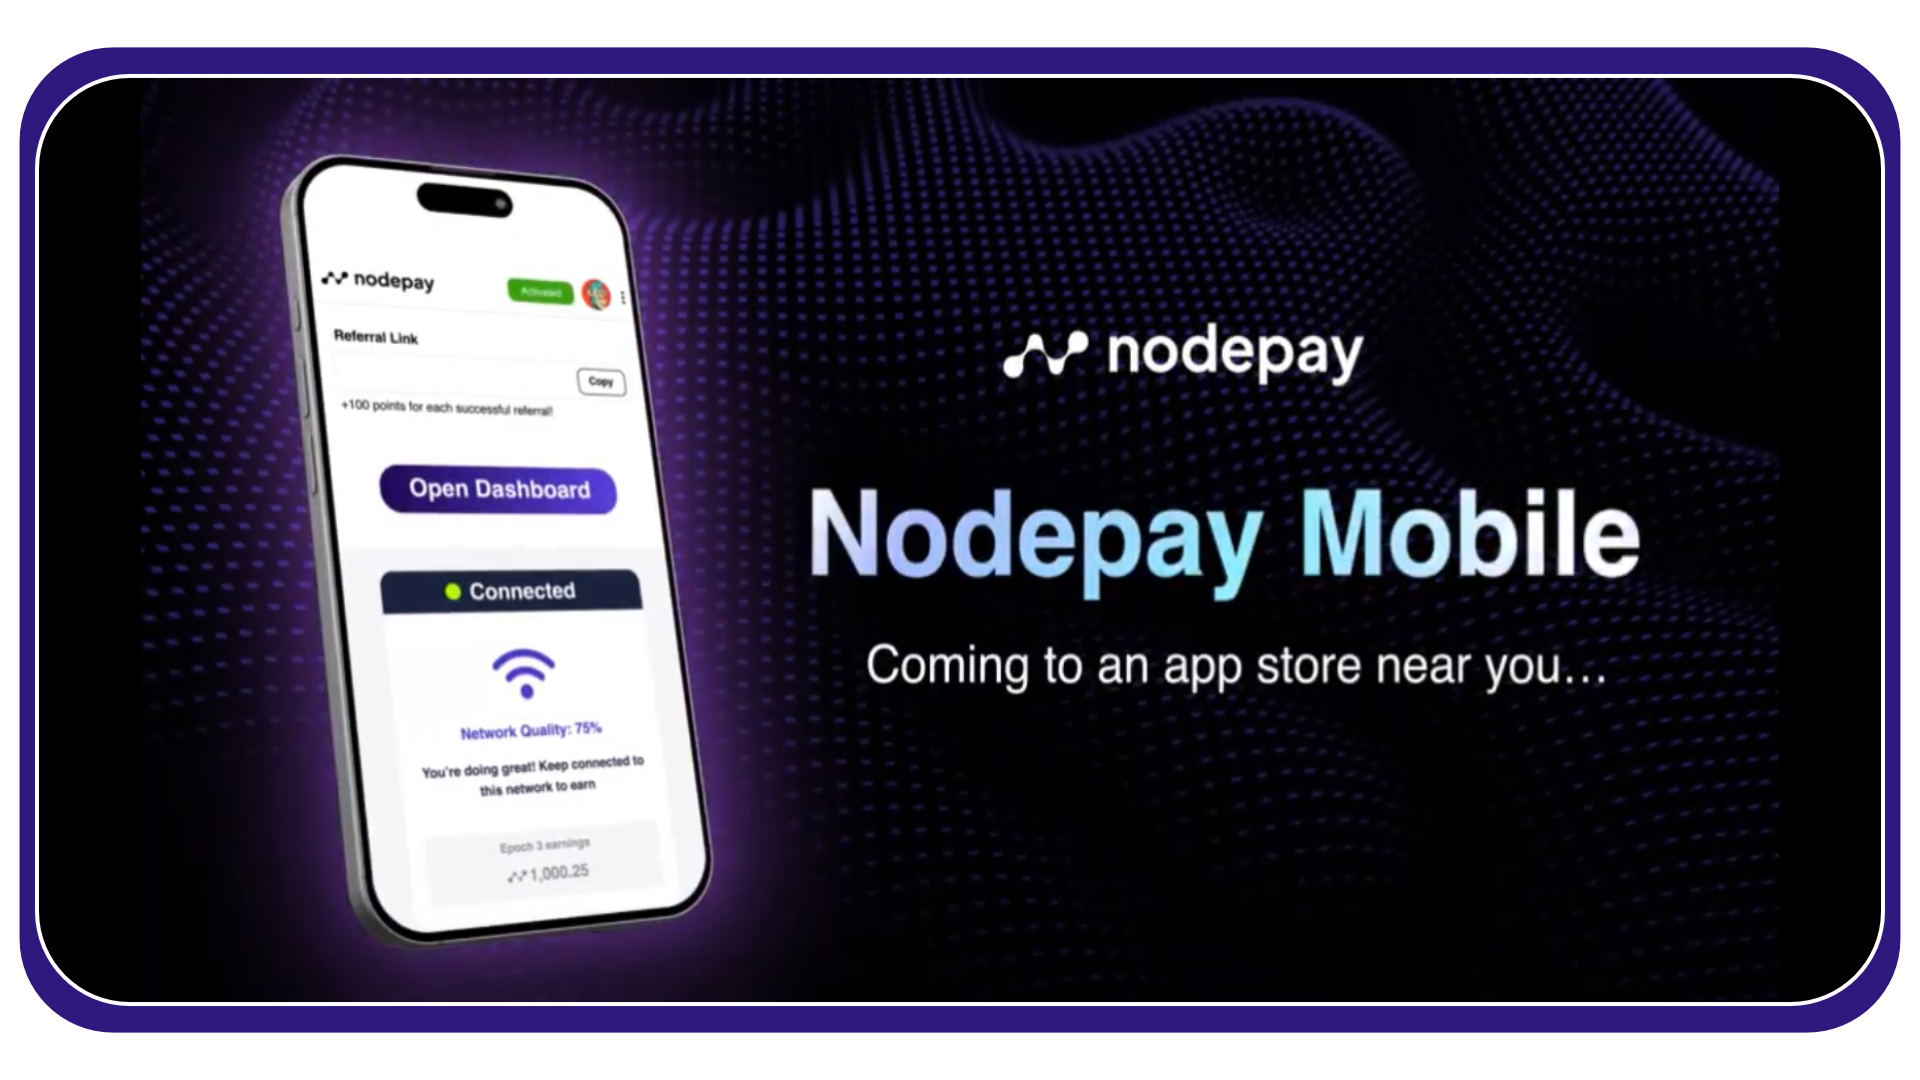 nodepay
Activated
Referral Link
Copy
+100 points for each successful referral!
Open Dashboard
Connected
Network Quality: 75%
You're doing great! Keep connected to
this network to earn
Epoch 3 earnings
1,000.25
nodepay
Nodepay Mobile
Coming to an app store near you...